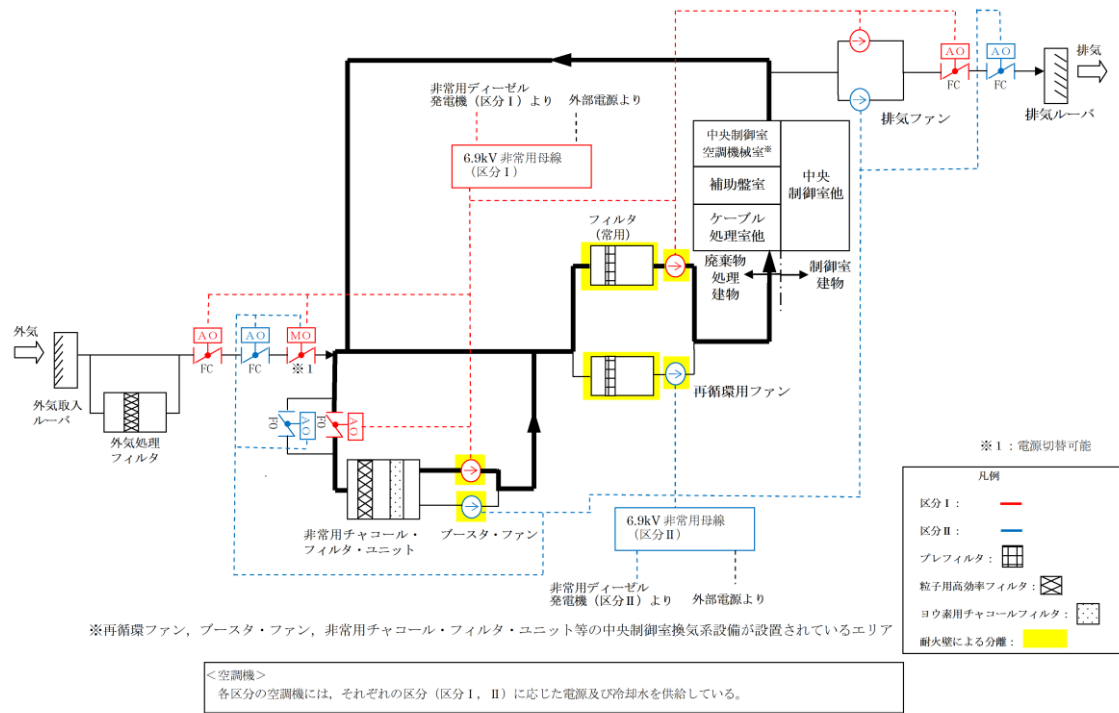 排気
AO
AO
FC
FC
排気ファン
排気ルーバ
非常用ディーゼル
発電機（区分Ⅰ）より
外部電源より
6.9kV 非常用母線
（区分Ⅰ）
中央制御室
空調機械室※
補助盤室
ケーブル
処理室他
中央
制御室他
廃棄物
処理
建物
制御室
建物
フィルタ
（常用）
再循環用ファン
外気
AO
AO
MO
FC
FC
※１
外気取入
ルーバ
外気処理
フィルタ
FO
AO
FO
AO
非常用チャコール・
フィルタ・ユニット
ブースタ・ファン
6.9kV 非常用母線
（区分Ⅱ）
非常用ディーゼル
発電機（区分Ⅱ）より
外部電源より
※１：電源切替可能
凡例
区分Ⅰ：
区分Ⅱ：
プレフィルタ：
粒子用高効率フィルタ：
ヨウ素用チャコールフィルタ：
耐火壁による分離：
※再循環ファン，ブースタ・ファン，非常用チャコール・フィルタ・ユニット等の中央制御室換気系設備が設置されているエリア
＜空調機＞
各区分の空調機には，それぞれの区分（区分Ⅰ，Ⅱ）に応じた電源及び冷却水を供給している。